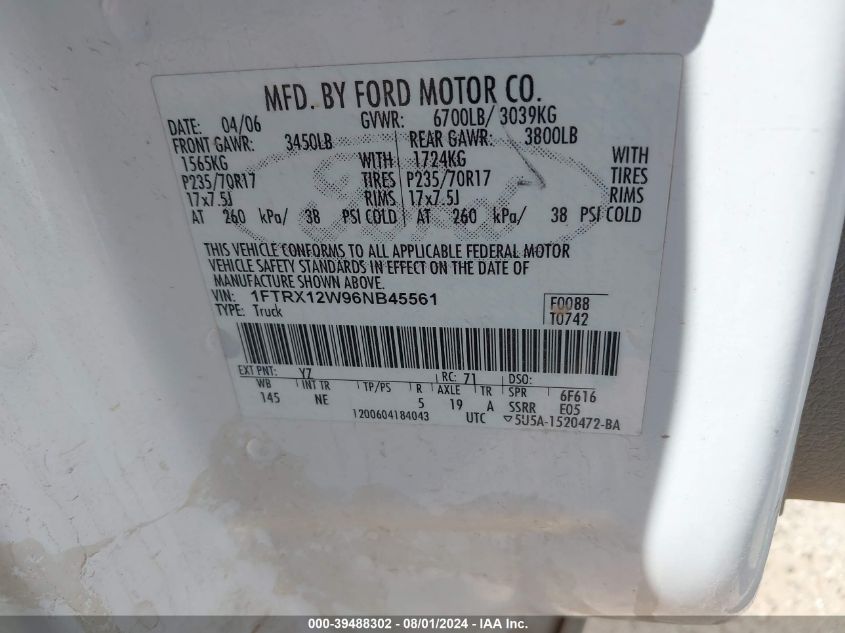 MFD. BY FORD MOTOR CO.
DATE: 04/06 GVWR: 6700LB/ 3039KG
FRONT GAWR: 3450LB REAR GAWR: 3800LB
1565KG WITH 1724KG WITH
P235/70R17 TIRES P235/70R17 TIRES
17x7.5J RIMS 17x7.5J RIMS
AT 260 kPa/ 38 PSI COLD AT 260 kPa/ 38 PSI COLD
THIS VEHICLE CONFORMS TO ALL APPLICABLE FEDERAL MOTOR
VEHICLE SAFETY STANDARDS IN EFFECT ON THE DATE OF
MANUFACTURE SHOWN ABOVE.
VIN: 1FTRX12W96NB45561 F0088
TYPE: Truck T0742
EXT PNT: YZ RC: 71 DSO:
WB INT TR TP/PS R AXLE TR SPR 6F616
145 NE 5 19 A SSRR E05
1200604184043 UTC ▽5U5A-1520472-BA
000-39488302 - 08/01/2024 - IAA Inc.